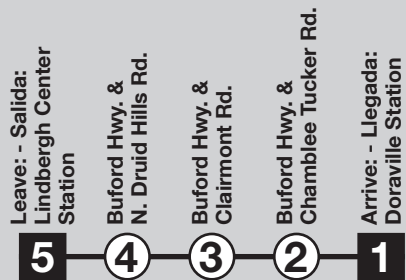 Leave: - Salida:
Lindbergh Center
Station
Buford Hwy. &
N. Druid Hills Rd.
Buford Hwy. &
Clairmont Rd.
Buford Hwy. &
Chamblee Tucker Rd.
Arrive: - Llegada:
Doraville Station
5
4
3
2
1